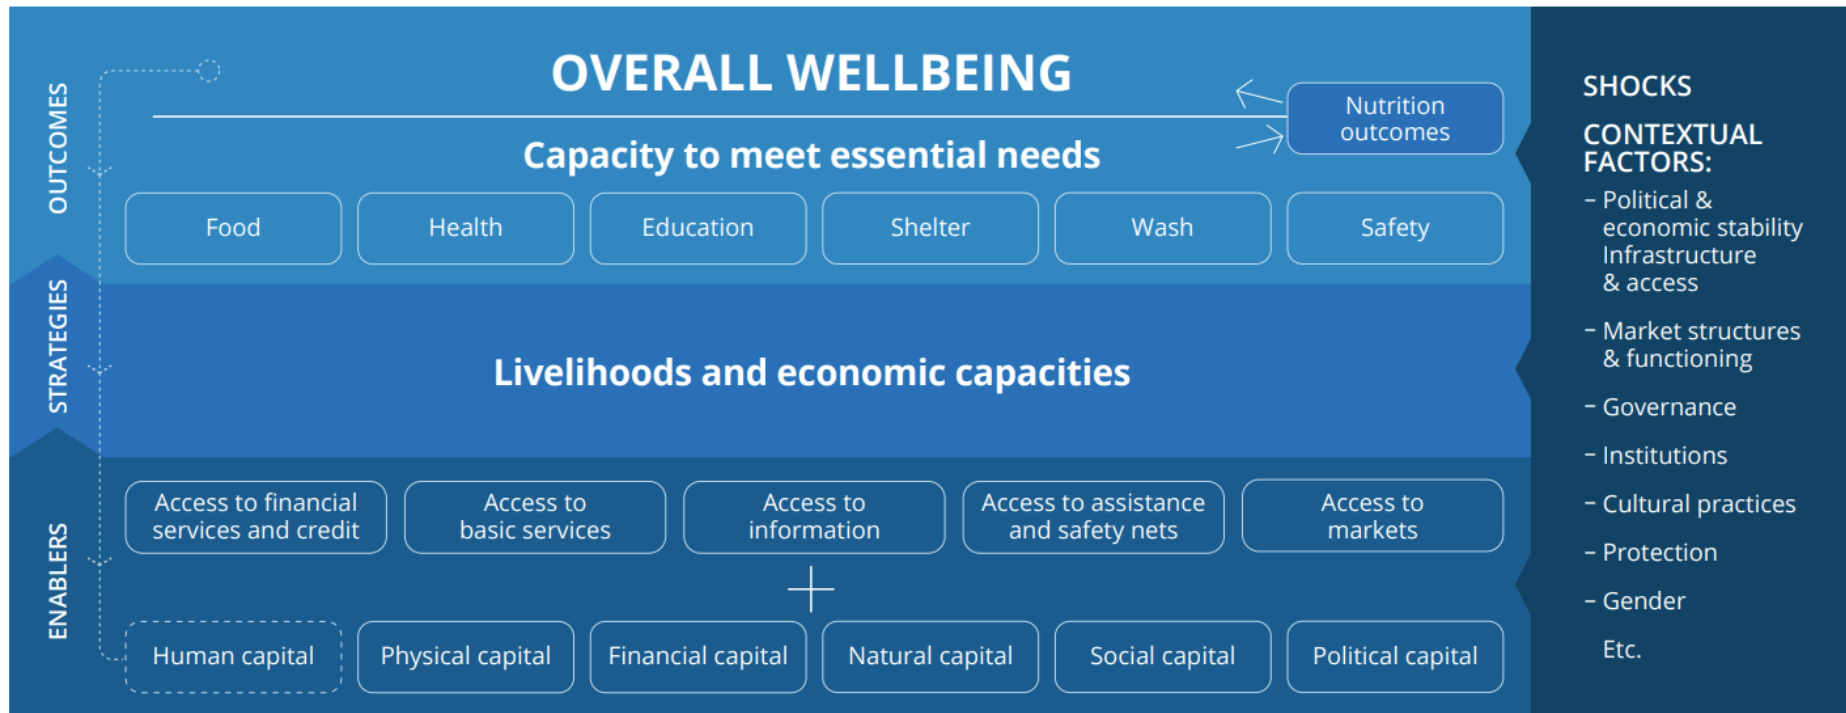 OUTCOMES
OVERALL WELLBEING
Nutrition
outcomes
Capacity to meet essential needs
Food
Health
Education
Shelter
Wash
Safety
STRATEGIES
Livelihoods and economic capacities
ENABLERS
Access to financial
services and credit
Access to
basic services
Access to
information
Access to assistance
and safety nets
Access to
markets
+
Human capital
Physical capital
Financial capital
Natural capital
Social capital
Political capital
SHOCKS
CONTEXTUAL
FACTORS:
– Political &
economic stability
Infrastructure
& access
– Market structures
& functioning
– Governance
– Institutions
– Cultural practices
– Protection
– Gender
Etc.